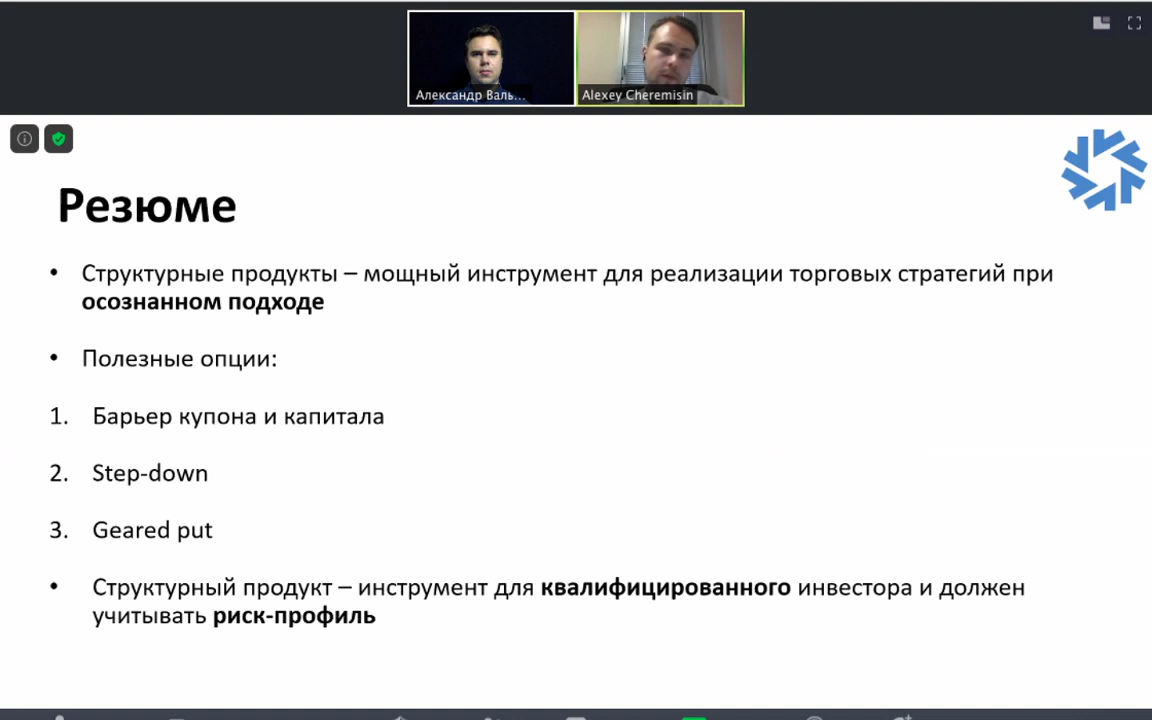 Александр Валь...
Alexey Cheremisin
Резюме
• Структурные продукты – мощный инструмент для реализации торговых стратегий при
осознанном подходе
• Полезные опции:
1. Барьер купона и капитала
2. Step-down
3. Geared put
• Структурный продукт – инструмент для квалифицированного инвестора и должен
учитывать риск-профиль